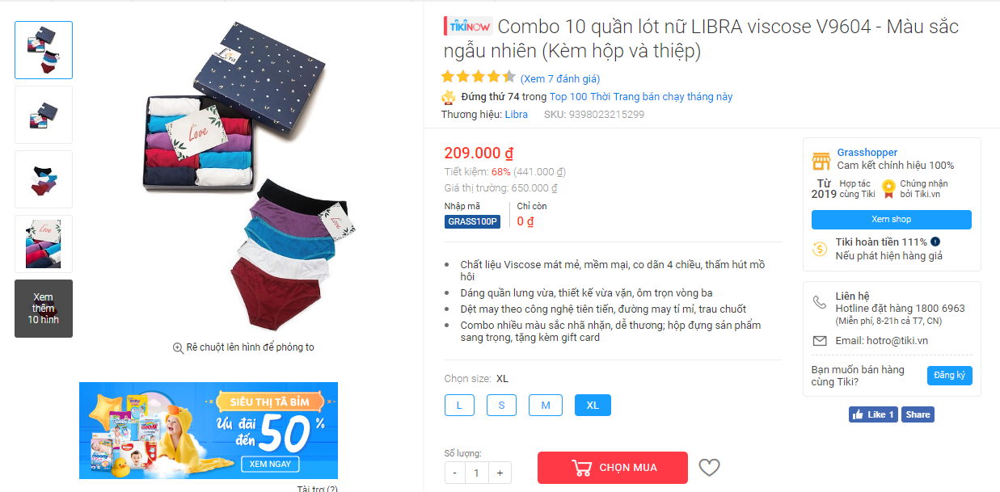 TIKINOW Combo 10 quần lót nữ LIBRA viscose V9604 - Màu sắc
ngẫu nhiên (Kèm hộp và thiệp)
(Xem 7 đánh giá)
Đứng thứ 74 trong Top 100 Thời Trang bán chạy tháng này
Thương hiệu: Libra SKU: 9398023215299
Love
Love
Xem
thêm
10 hình
Rê chuột lên hình để phóng to
SIÊU THỊ TÃ BỈM
Ưu đãi
đến 50%
moony
XEM NGAY
Tài trợ (?)
209.000 ₫
Tiết kiệm: 68% (441.000 ₫)
Giá thị trường: 650.000 ₫
Nhập mã
GRASS100P
Chỉ còn
0 ₫
Chất liệu Viscose mát mẻ, mềm mại, co dãn 4 chiều, thấm hút mồ
hôi
Dáng quần lưng vừa, thiết kế vừa vặn, ôm trọn vòng ba
Dệt may theo công nghệ tiên tiến, đường may tỉ mỉ, trau chuốt
Combo nhiều màu sắc nhã nhặn, dễ thương; hộp đựng sản phẩm
sang trọng, tặng kèm gift card
Chọn size: XL
L S M XL
Số lượng:
- 1 +
CHỌN MUA
Grasshopper
Cam kết chính hiệu 100%
Từ
2019
Hợp tác
cùng Tiki
Chứng nhận
bởi Tiki.vn
Xem shop
Tiki hoàn tiền 111%
Nếu phát hiện hàng giả
Liên hệ
Hotline đặt hàng 1800 6963
(Miễn phí, 8-21h cả T7, CN)
Email: hotro@tiki.vn
Bạn muốn bán hàng
cùng Tiki?
Đăng ký
Like 1
Share